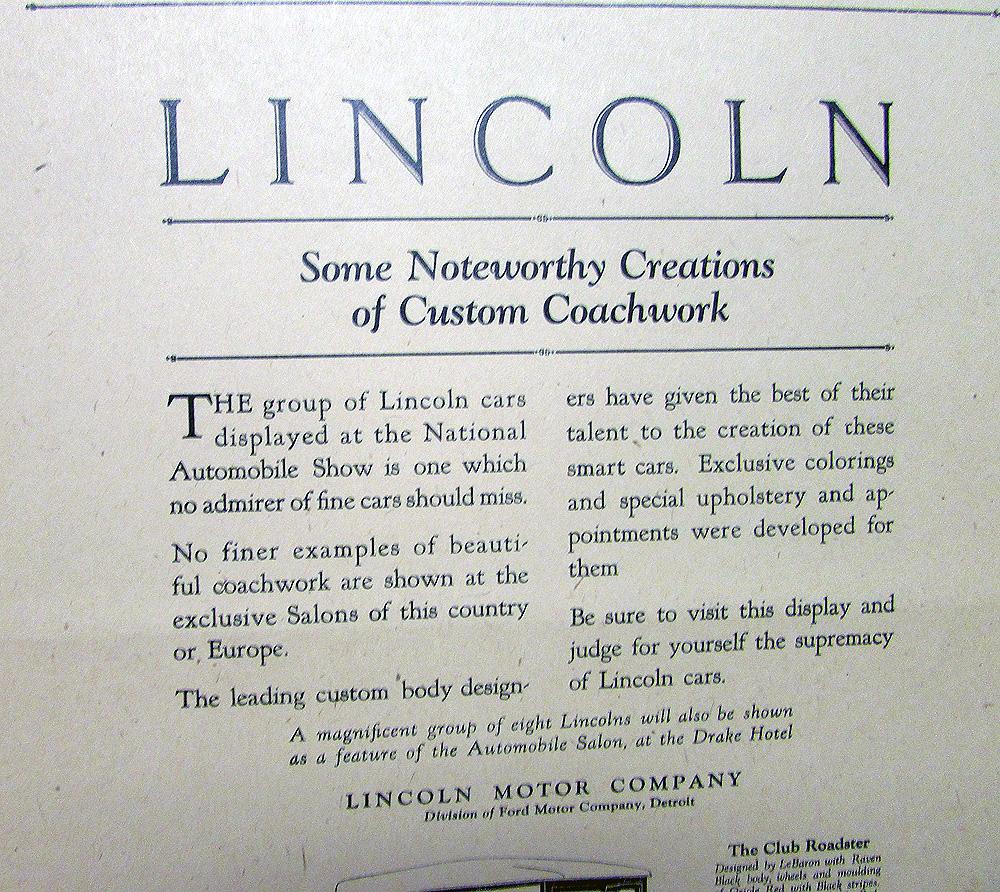 LINCOLN
Some Noteworthy Creations
of Custom Coachwork
THE group of Lincoln cars
displayed at the National
Automobile Show is one which
no admirer of fine cars should miss.
No finer examples of beauti-
ful coachwork are shown at the
exclusive Salons of this country
or Europe.
The leading custom body design-
ers have given the best of their
talent to the creation of these
smart cars. Exclusive colorings
and special upholstery and ap-
pointments were developed for
them
Be sure to visit this display and
judge for yourself the supremacy
of Lincoln cars.
A magnificent group of eight Lincolns will also be shown
as a feature of the Automobile Salon, at the Drake Hotel
LINCOLN MOTOR COMPANY
Division of Ford Motor Company, Detroit
The Club Roadster
Designed by LeBaron with Raven
Black body, wheels and moulding
of Oriole Red with Black stripes,